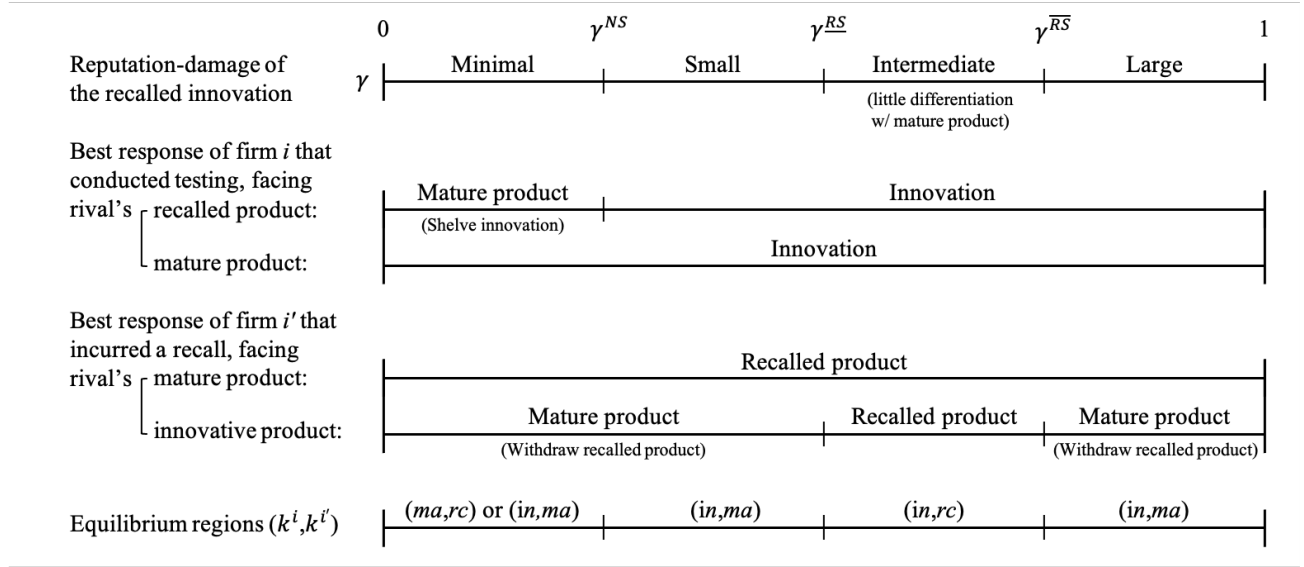 0 γ^{NS} γ^{\underline{RS}} γ^{\overline{RS}} 1
Reputation-damage of
the recalled innovation
γ Minimal Small Intermediate Large
(little differentiation
w/ mature product)
Best response of firm i that
conducted testing, facing
rival's recalled product:
Mature product Innovation
(Shelve innovation)
mature product:
Innovation
Best response of firm i′ that
incurred a recall, facing
rival's mature product:
Recalled product
innovative product:
Mature product Recalled product Mature product
(Withdraw recalled product) (Withdraw recalled product)
Equilibrium regions (k^i,k^{i′})
(ma,rc) or (in,ma) (in,ma) (in,rc) (in,ma)